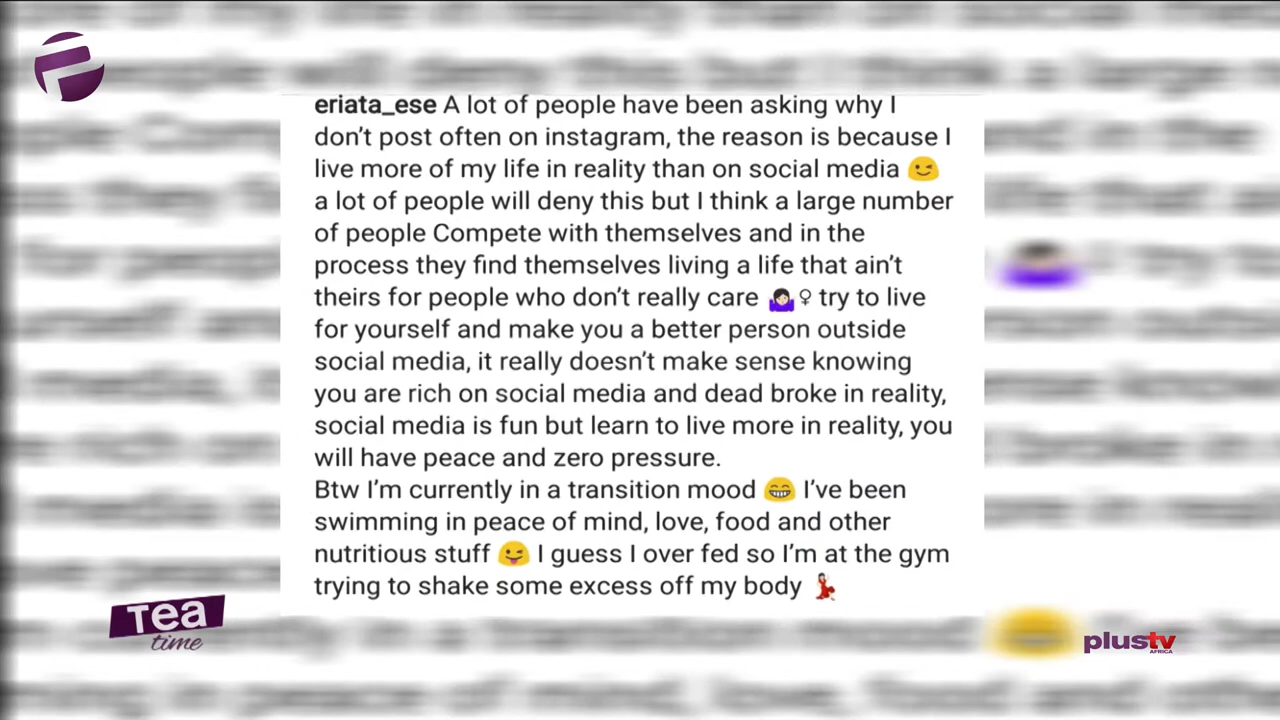 eriata_ese A lot of people have been asking why I
don’t post often on instagram, the reason is because I
live more of my life in reality than on social media 😉
a lot of people will deny this but I think a large number
of people Compete with themselves and in the
process they find themselves living a life that ain’t
theirs for people who don’t really care 🤷🏻♀ try to live
for yourself and make you a better person outside
social media, it really doesn’t make sense knowing
you are rich on social media and dead broke in reality,
social media is fun but learn to live more in reality, you
will have peace and zero pressure.
Btw I’m currently in a transition mood 😁 I’ve been
swimming in peace of mind, love, food and other
nutritious stuff 😜 I guess I over fed so I’m at the gym
trying to shake some excess off my body 💃🏻
Tea
time
plustv
AFRICA